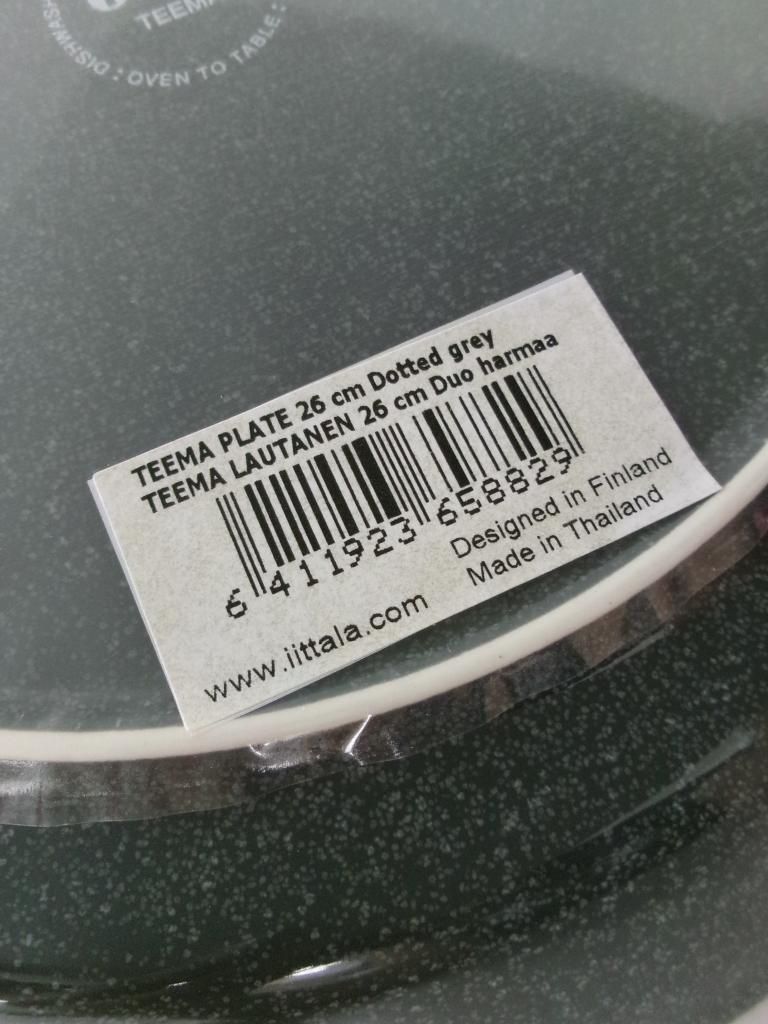 TEEMA
DISHWASH
: OVEN TO TABLE :
TEEMA PLATE 26 cm Dotted grey
TEEMA LAUTANEN 26 cm Duo harmaa
6 411923 658829
Designed in Finland
Made in Thailand
www.iittala.com